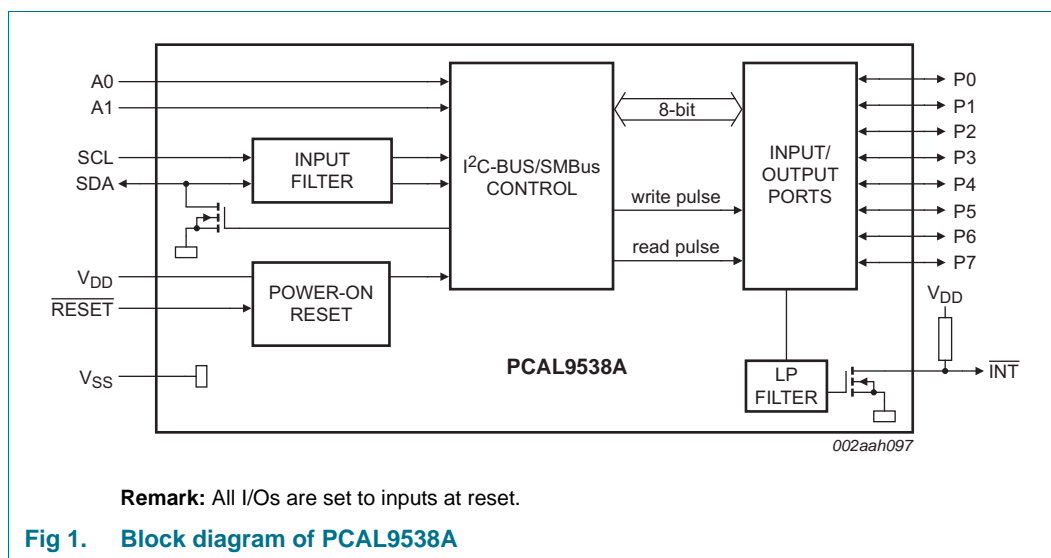 A0
A1
SCL
SDA
VDD
RESET
VSS
INPUT
FILTER
POWER-ON
RESET
I2C-BUS/SMBus
CONTROL
8-bit
write pulse
read pulse
INPUT/
OUTPUT
PORTS
P0
P1
P2
P3
P4
P5
P6
P7
VDD
INT
LP
FILTER
PCAL9538A
002aah097
Remark: All I/Os are set to inputs at reset.
Fig 1. Block diagram of PCAL9538A